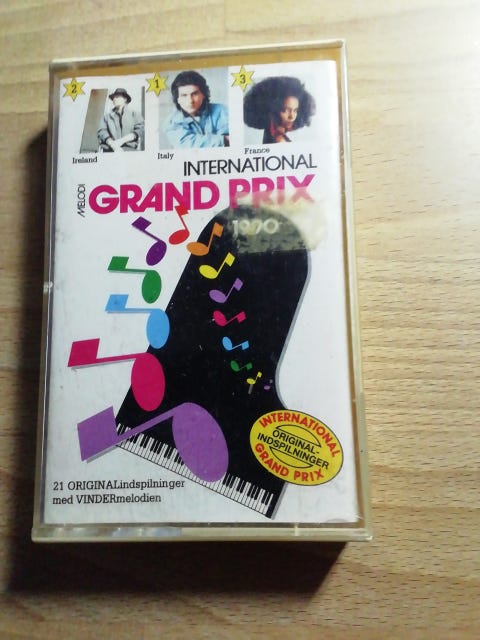 2
1
3
Ireland
Italy
France
INTERNATIONAL
MELODI
GRAND PRIX
1990
INTERNATIONAL
ORIGINAL-
INDSPILNINGER
GRAND PRIX
21 ORIGINALindspilninger
med VINDERmelodien